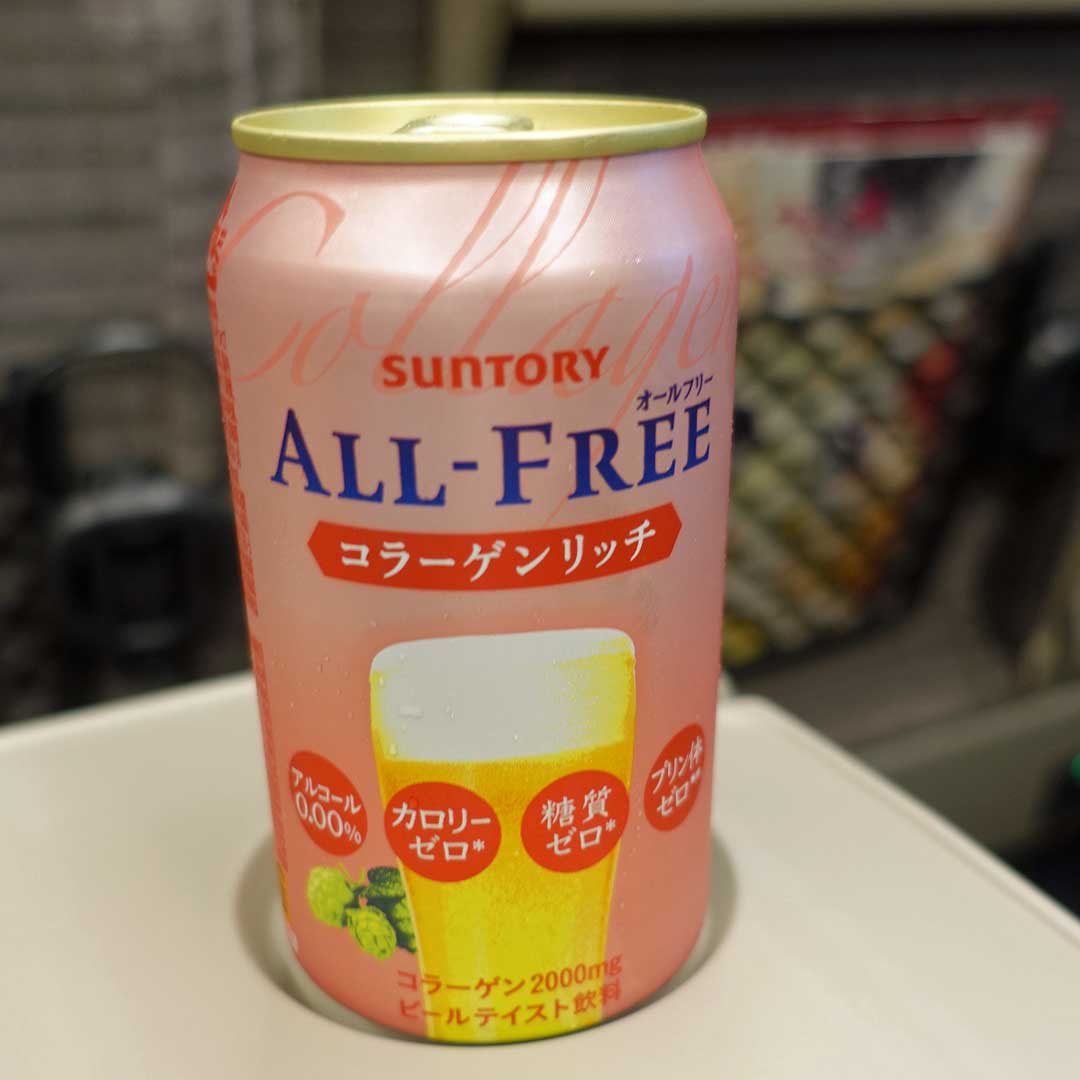 Collagen
SUNTORY
オールフリー
ALL-FREE
コラーゲンリッチ
アルコール
0.00%
カロリー
ゼロ*
糖質
ゼロ*
プリン体
ゼロ
コラーゲン2000mg
ビールテイスト飲料